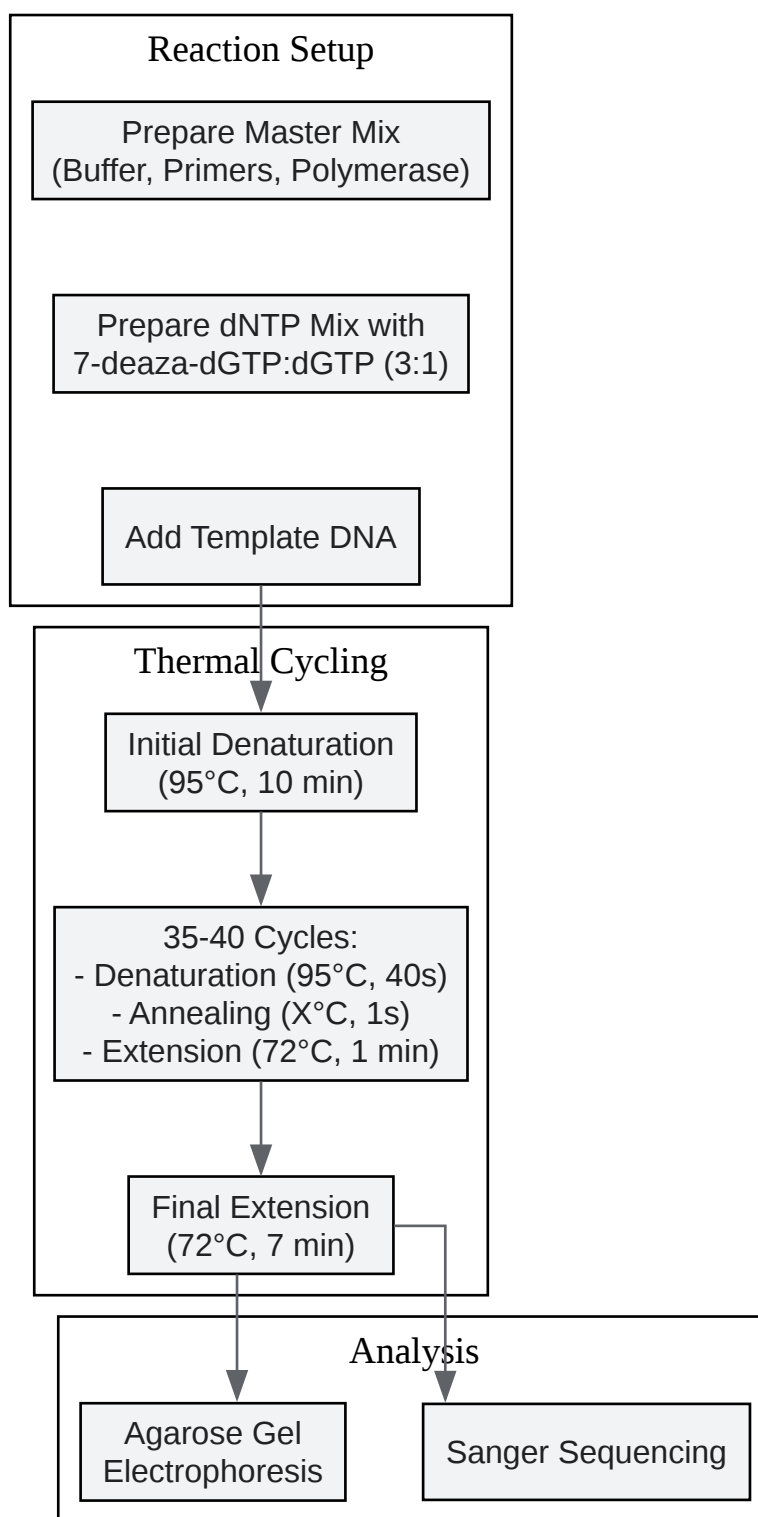 Reaction Setup
Prepare Master Mix
(Buffer, Primers, Polymerase)
Prepare dNTP Mix with
7-deaza-dGTP:dGTP (3:1)
Add Template DNA
Thermal Cycling
Initial Denaturation
(95°C, 10 min)
35-40 Cycles:
- Denaturation (95°C, 40s)
- Annealing (X°C, 1s)
- Extension (72°C, 1 min)
Final Extension
(72°C, 7 min)
Analysis
Agarose Gel
Electrophoresis
Sanger Sequencing